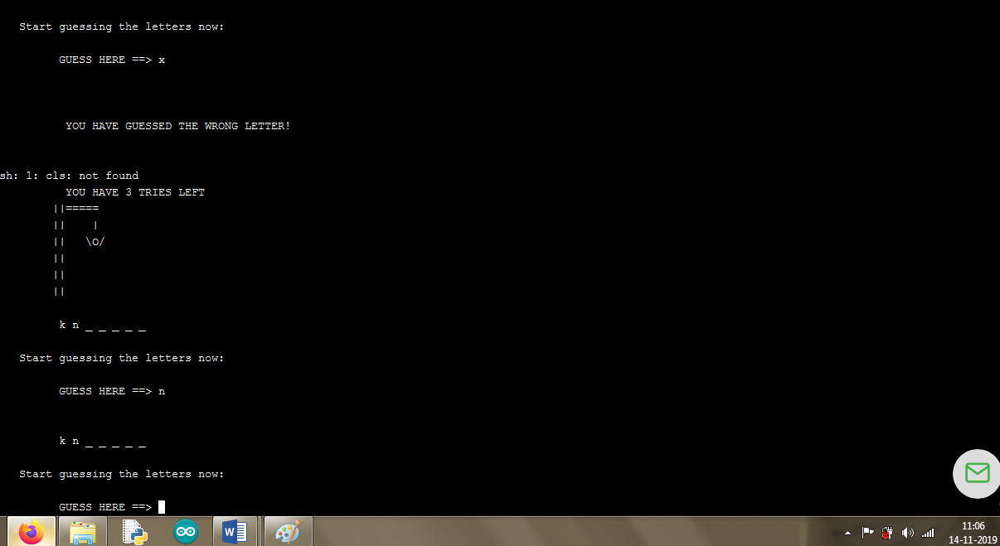 Start guessing the letters now:
GUESS HERE ==> x
YOU HAVE GUESSED THE WRONG LETTER!
sh: 1: cls: not found
YOU HAVE 3 TRIES LEFT
||=====
||    |
||   \O/
||
||
||
k n _ _ _ _ _
Start guessing the letters now:
GUESS HERE ==> n
k n _ _ _ _ _
Start guessing the letters now:
GUESS HERE ==>
W
11:06
14-11-2019